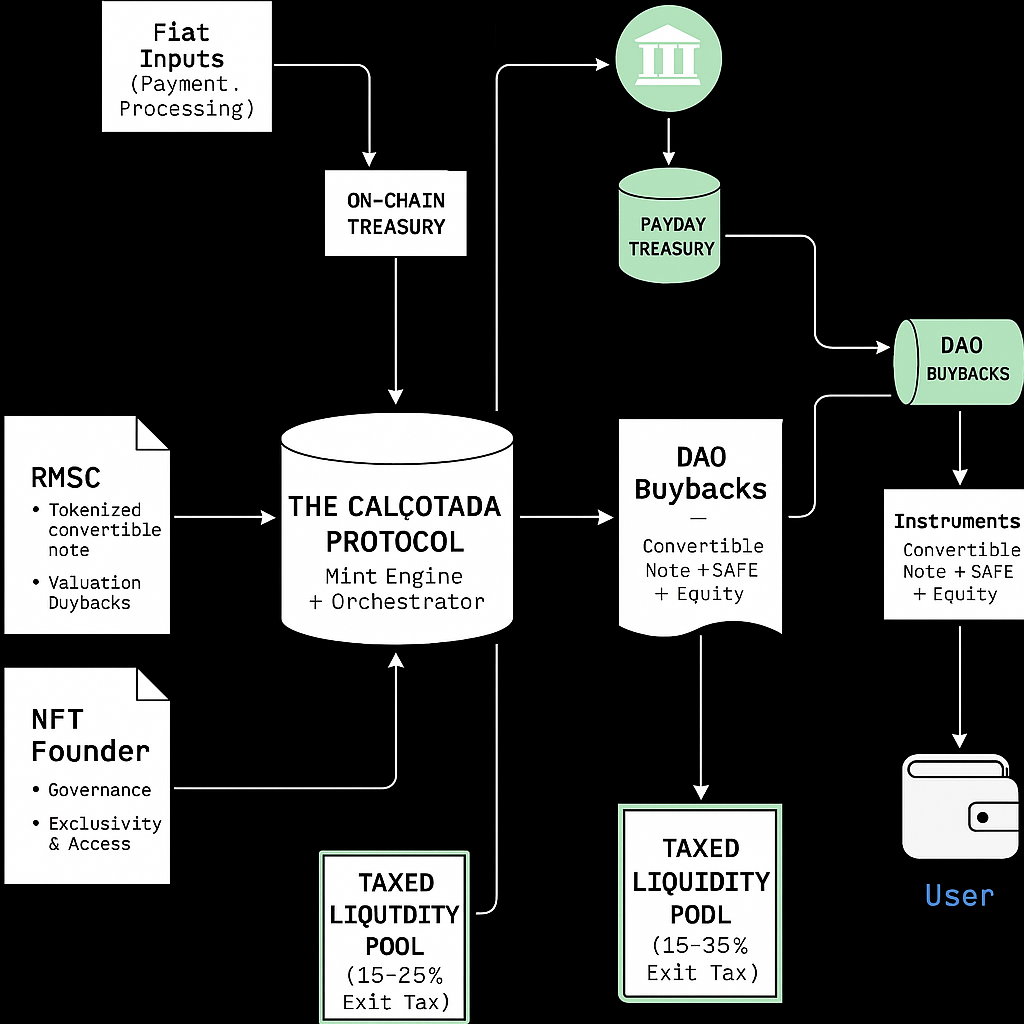 Fiat
Inputs
(Payment.
Processing)
ON-CHAIN
TREASURY
PAYDAY
TREASURY
DAO
BUYBACKS
RMSC
• Tokenized
convertible
note
• Valuation
Duybacks
THE CALÇOTADA
PROTOCOL
Mint Engine
+ Orchestrator
DAO
Buybacks
—
Convertible
Note + SAFE
+ Equity
Instruments
Convertible
Note + SAFE
+ Equity
NFT
Founder
• Governance
• Exclusivity
& Access
TAXED
LIQUTDITY
POOL
(15-25%
Exit Tax)
TAXED
LIQUIDITY
PODL
(15-35%
Exit Tax)
User